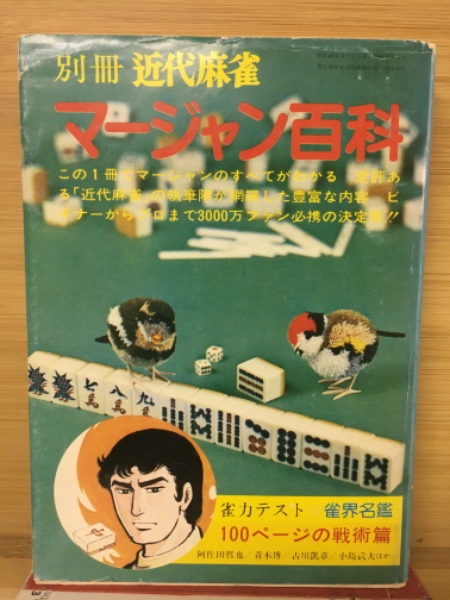 別冊 近代麻雀
マージャン百科
この1冊でマージャンのすべてがわかる 定評あ
る「近代麻雀」の執筆陣が網羅した豊富な内容 ビ
ギナーからプロまで3000万ファン必携の決定版!!
七 八 九
萬 萬 萬
雀力テスト 雀界名鑑
100ページの戦術篇
阿佐田哲也/青木博/古川凱章/小島武夫ほか